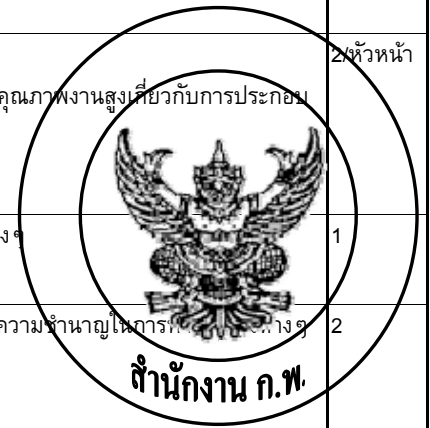 2/หัวหน้า
คุณภาพงานสูงเกี่ยวกับการประกอบ
งๆ
1
ความชำนาญในการ างๆ
2
สำนักงาน ก.พ.